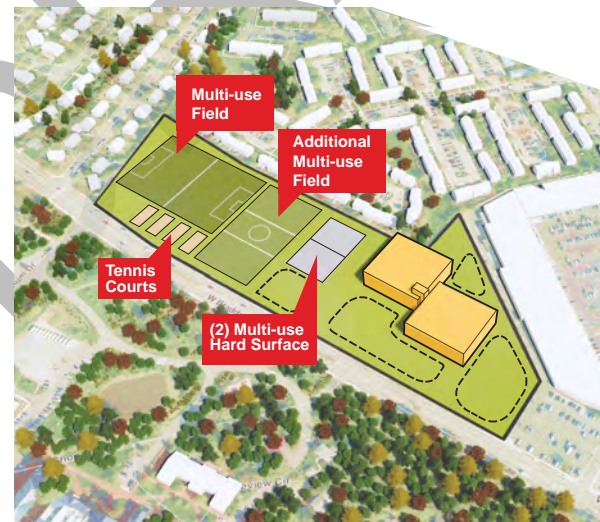 Multi-use
Field
Additional
Multi-use
Field
Tennis
Courts
(2) Multi-use
Hard Surface